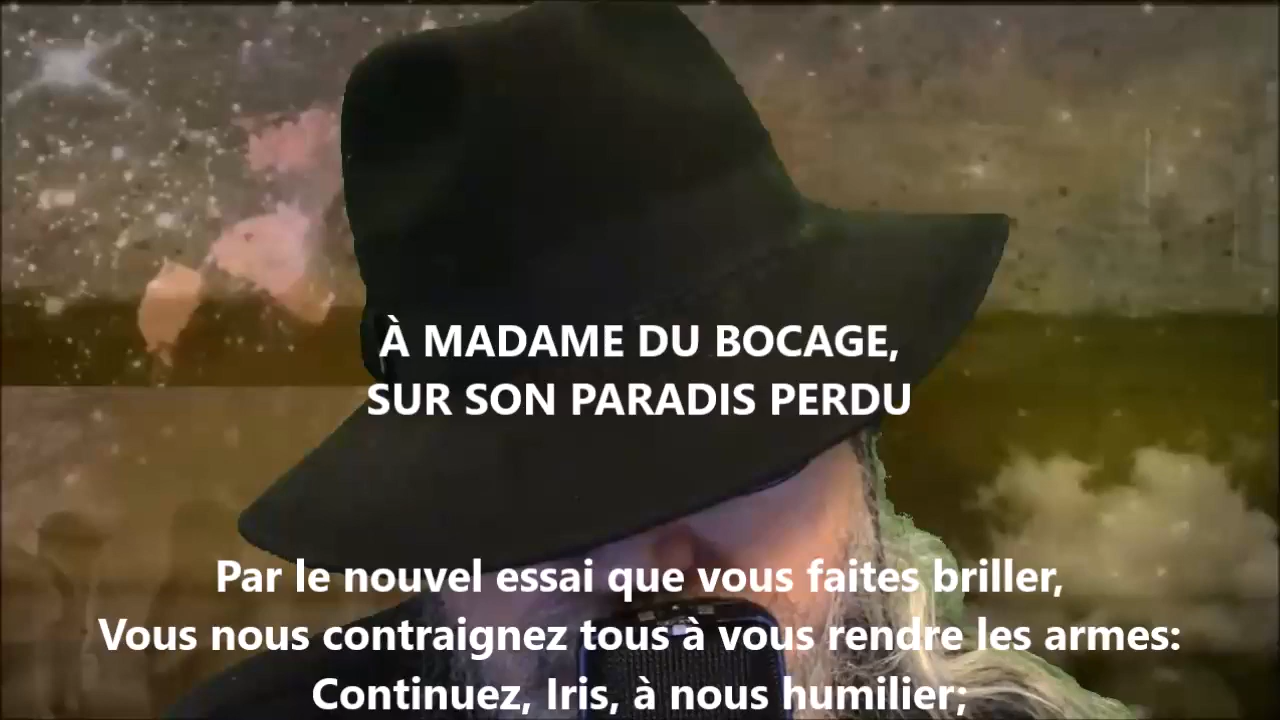 À MADAME DU BOCAGE,
SUR SON PARADIS PERDU
Par le nouvel essai que vous faites briller,
Vous nous contraignez tous à vous rendre les armes:
Continuez, Iris, à nous humilier;